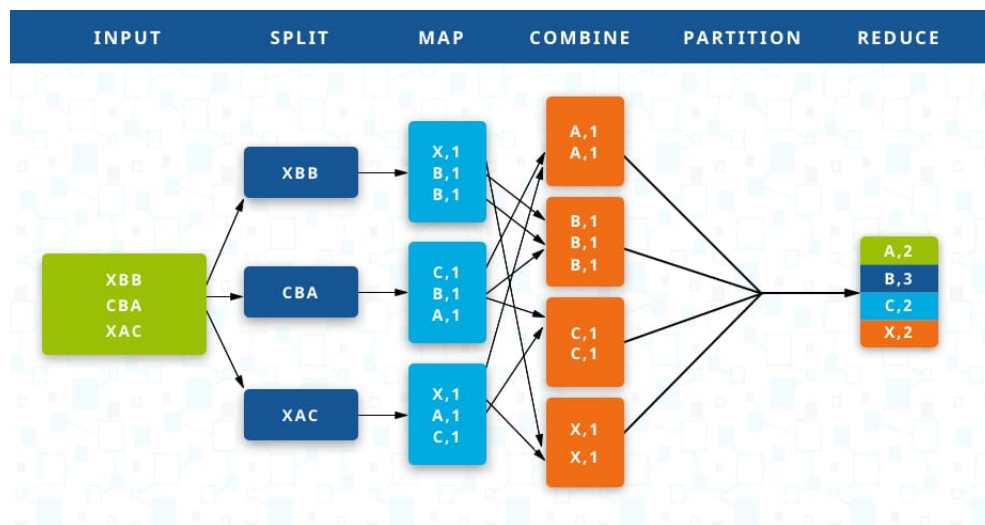 INPUT
SPLIT
MAP
COMBINE
PARTITION
REDUCE
XBB
CBA
XAC
XBB
CBA
XAC
X,1
B,1
B,1
C,1
B,1
A,1
X,1
A,1
C,1
A,1
A,1
B,1
B,1
B,1
C,1
C,1
X,1
X,1
A,2
B,3
C,2
X,2